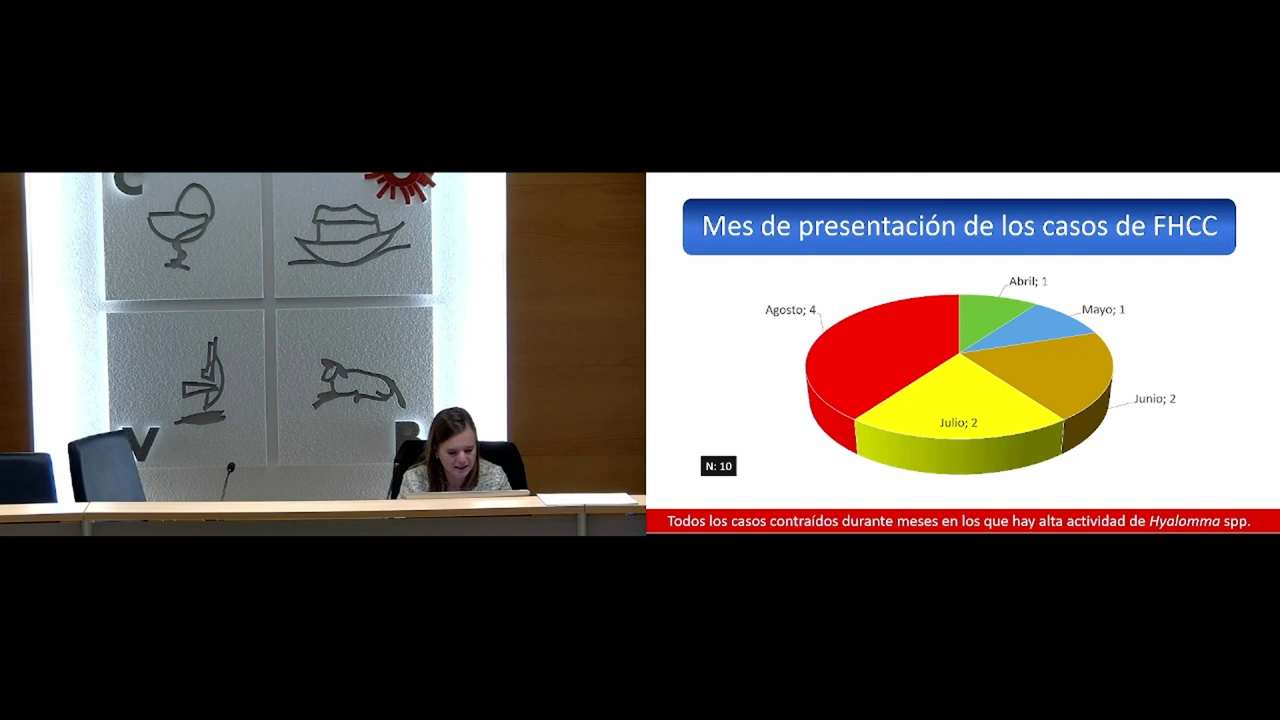 C
V
Mes de presentación de los casos de FHCC
Abril; 1
Agosto; 4
Mayo; 1
Junio; 2
Julio; 2
N: 10
Todos los casos contraídos durante meses en los que hay alta actividad de Hyalomma spp.